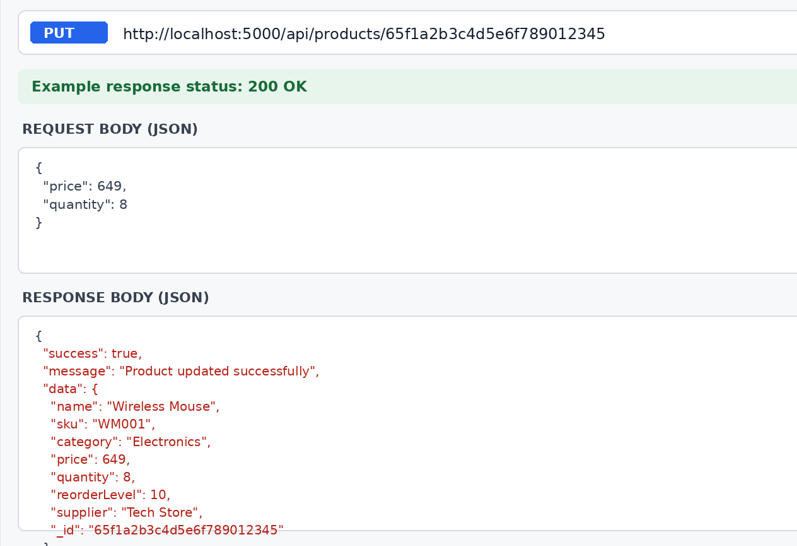 PUT http://localhost:5000/api/products/65f1a2b3c4d5e6f789012345
Example response status: 200 OK
REQUEST BODY (JSON)
{
"price": 649,
"quantity": 8
}
RESPONSE BODY (JSON)
{
"success": true,
"message": "Product updated successfully",
"data": {
"name": "Wireless Mouse",
"sku": "WM001",
"category": "Electronics",
"price": 649,
"quantity": 8,
"reorderLevel": 10,
"supplier": "Tech Store",
"_id": "65f1a2b3c4d5e6f789012345"
}